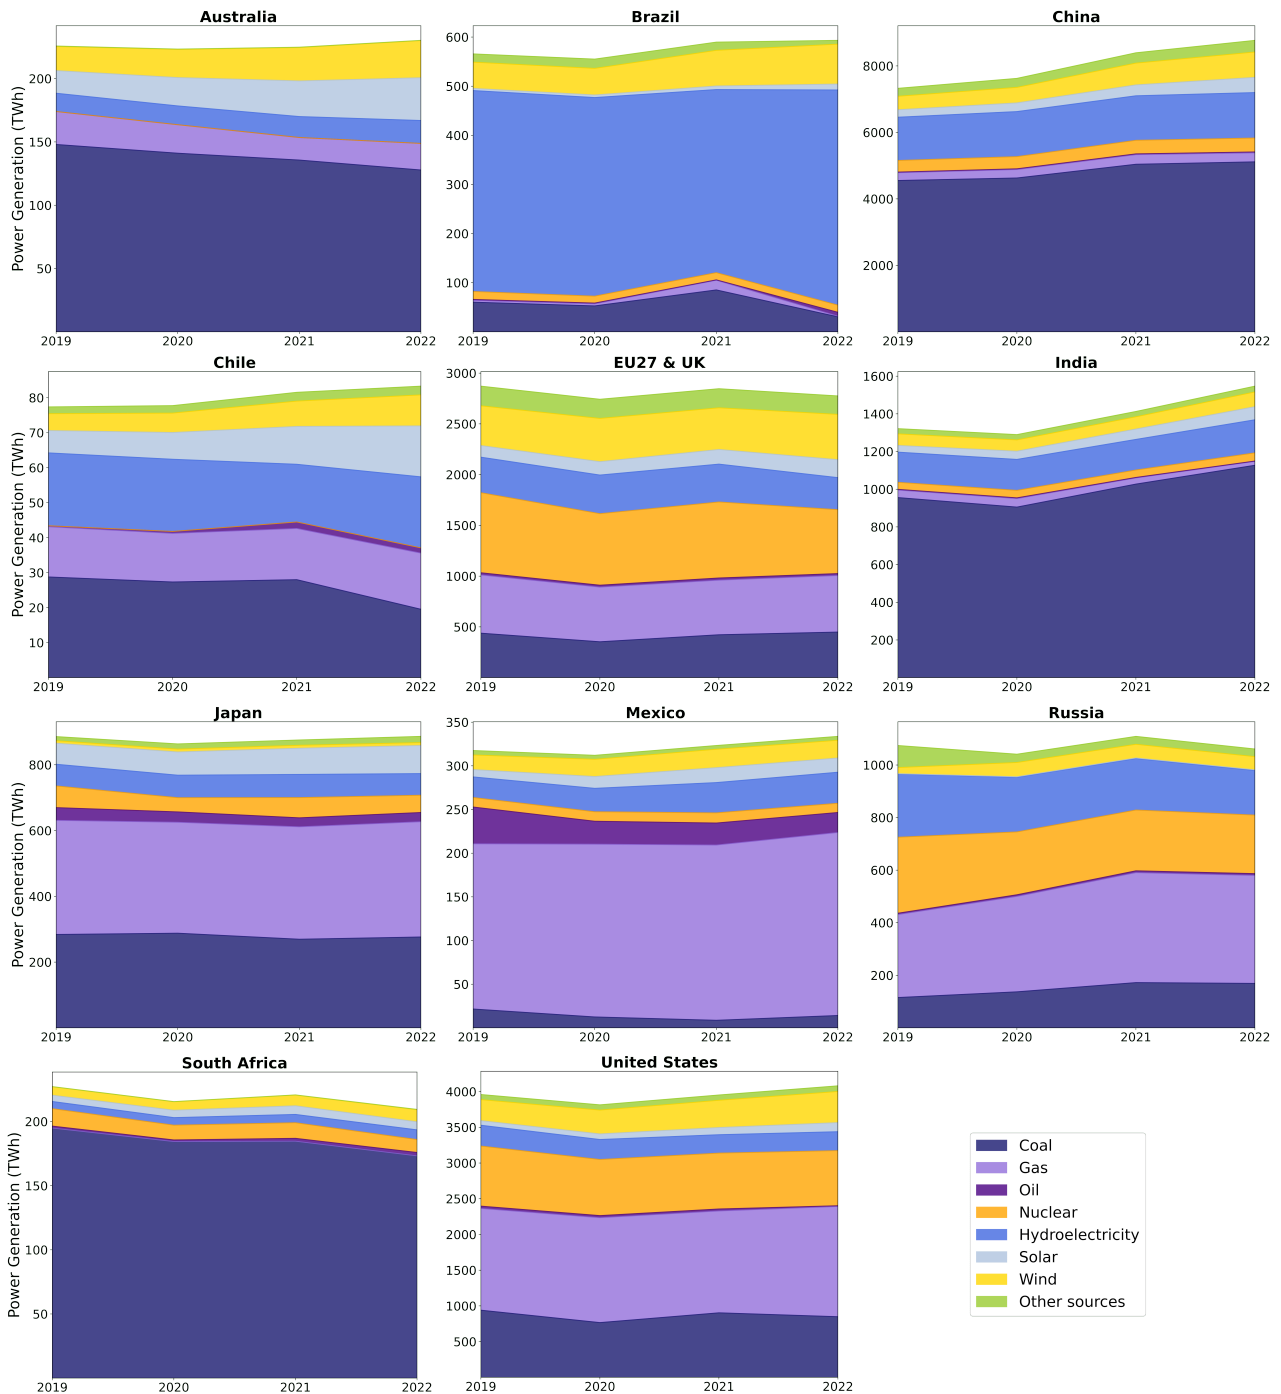 Australia
Power Generation (TWh)
200
150
100
50
2019 2020 2021 2022
Brazil
600
500
400
300
200
100
2019 2020 2021 2022
China
8000
6000
4000
2000
2019 2020 2021 2022
Chile
Power Generation (TWh)
80
70
60
50
40
30
20
10
2019 2020 2021 2022
EU27 & UK
3000
2500
2000
1500
1000
500
2019 2020 2021 2022
India
1600
1400
1200
1000
800
600
400
200
2019 2020 2021 2022
Japan
Power Generation (TWh)
800
600
400
200
2019 2020 2021 2022
Mexico
350
300
250
200
150
100
50
2019 2020 2021 2022
Russia
1000
800
600
400
200
2019 2020 2021 2022
South Africa
Power Generation (TWh)
200
150
100
50
2019 2020 2021 2022
United States
4000
3500
3000
2500
2000
1500
1000
500
2019 2020 2021 2022
Coal
Gas
Oil
Nuclear
Hydroelectricity
Solar
Wind
Other sources